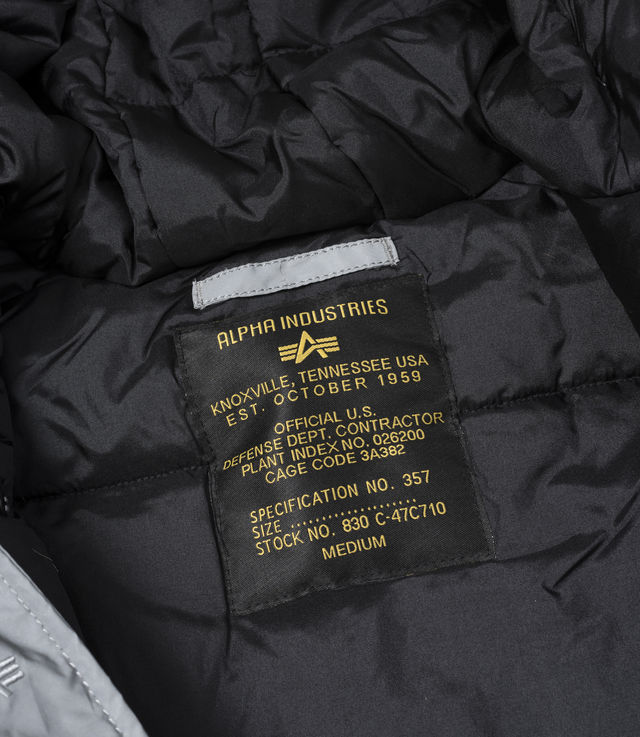 ALPHA INDUSTRIES
KNOXVILLE, TENNESSEE USA
EST. OCTOBER 1959
OFFICIAL U.S.
DEFENSE DEPT. CONTRACTOR
PLANT INDEX NO. 026200
CAGE CODE 3A382
SPECIFICATION NO. 357
SIZE ....................
STOCK NO. 830 C-47C710
MEDIUM